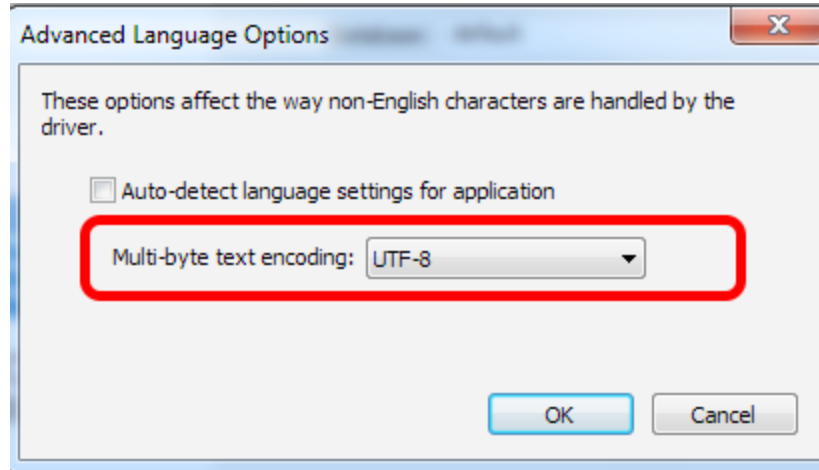 Advanced Language Options
These options affect the way non-English characters are handled by the
driver.
Auto-detect language settings for application
Multi-byte text encoding: UTF-8
OK Cancel